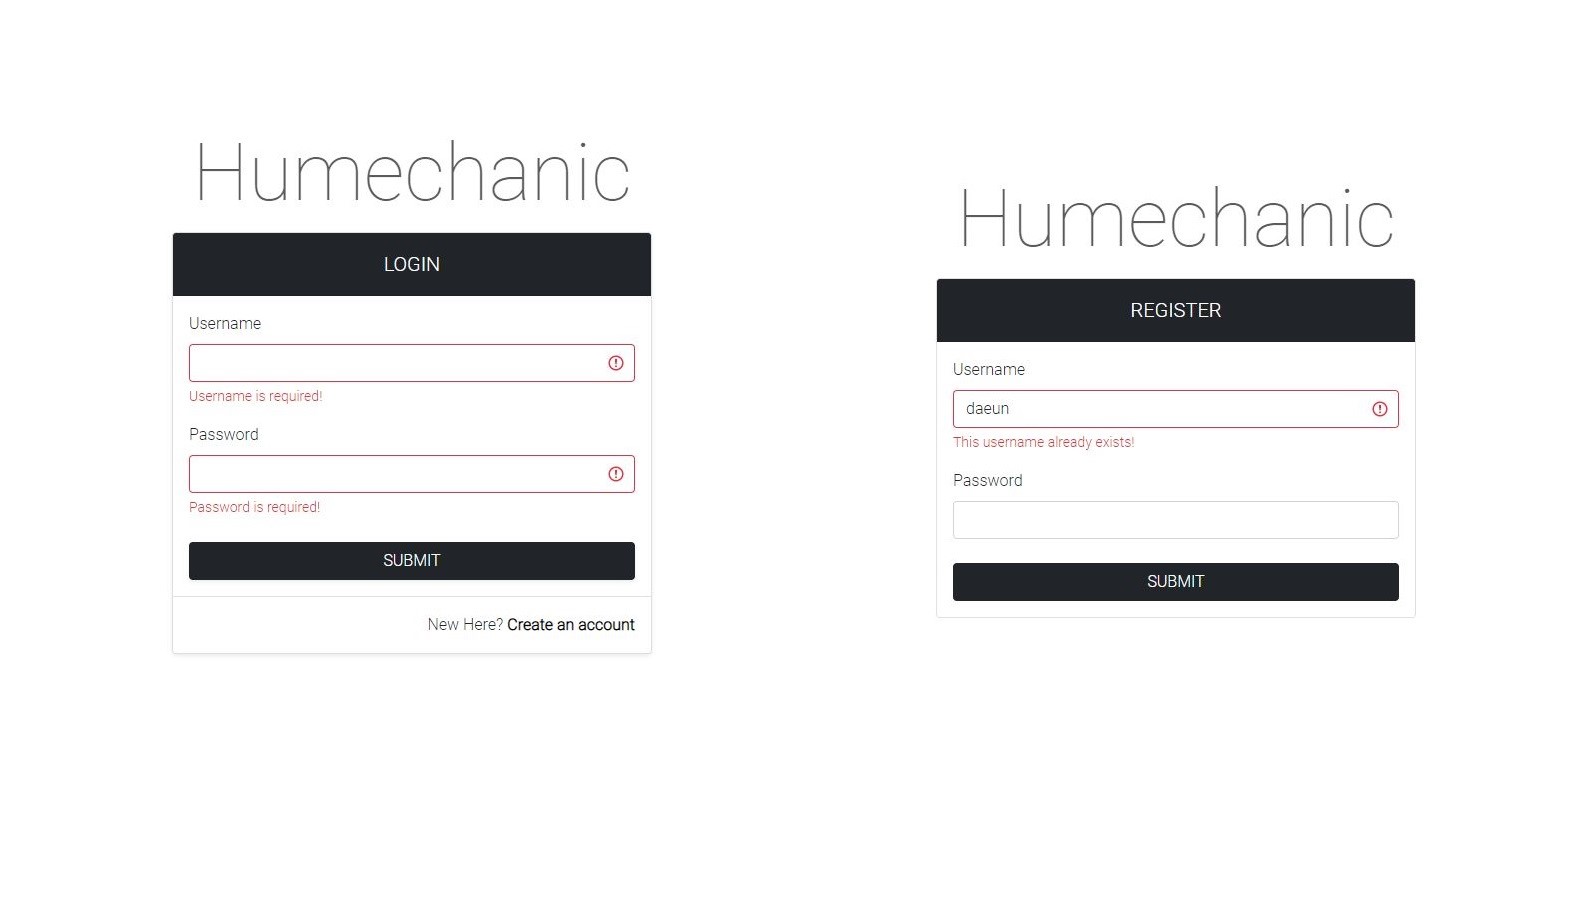 Humechanic
LOGIN
Username
Username is required!
Password
Password is required!
SUBMIT
New Here? Create an account
Humechanic
REGISTER
Username
daeun
This username already exists!
Password
SUBMIT